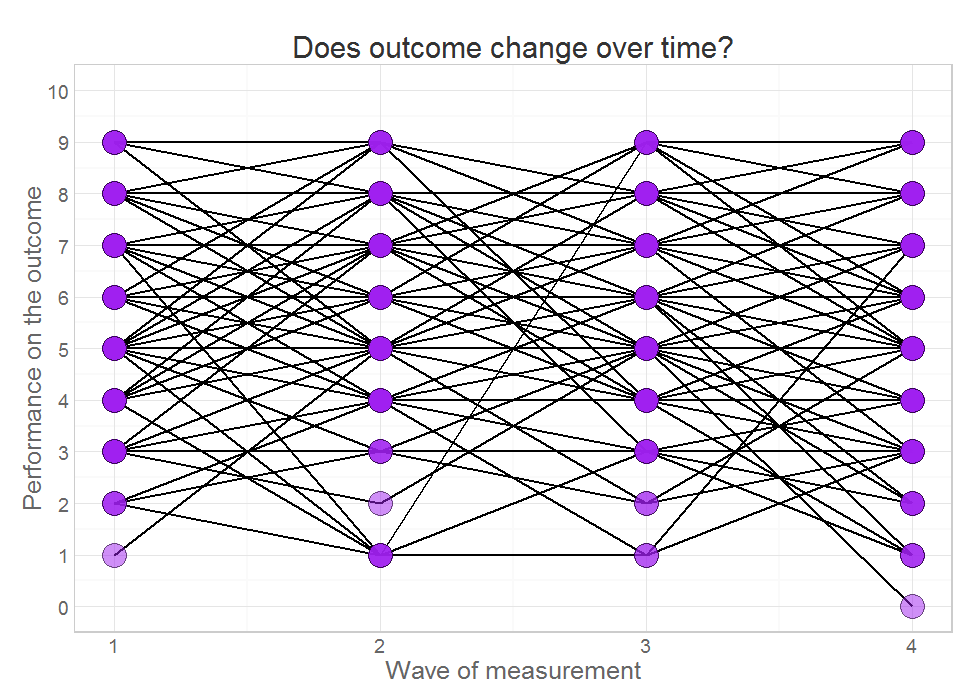 Does outcome change over time?
Performance on the outcome
10
9
8
7
6
5
4
3
2
1
0
1 2 3 4
Wave of measurement